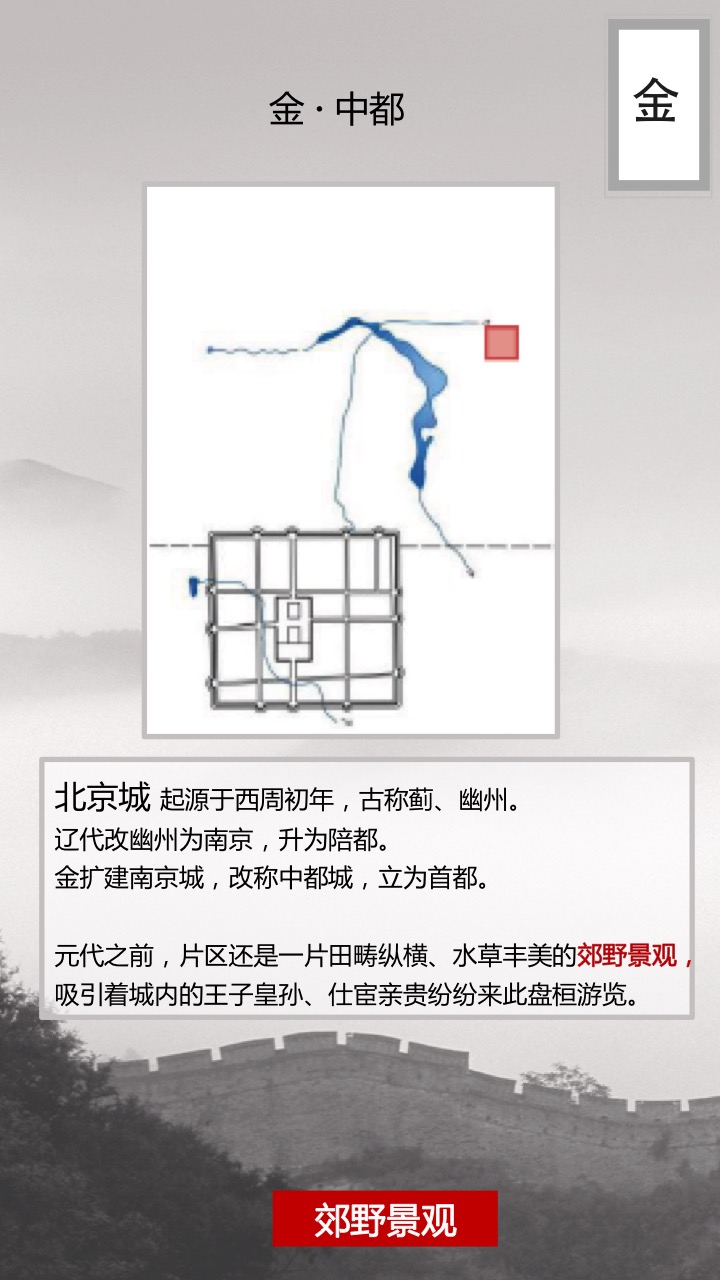 金
金·中都
北京城 起源于西周初年，古称蓟、幽州。
辽代改幽州为南京，升为陪都。
金扩建南京城，改称中都城，立为首都。
元代之前，片区还是一片田畴纵横、水草丰美的郊野景观，
吸引着城内的王子皇孙、仕宦亲贵纷纷来此盘桓游览。
郊野景观